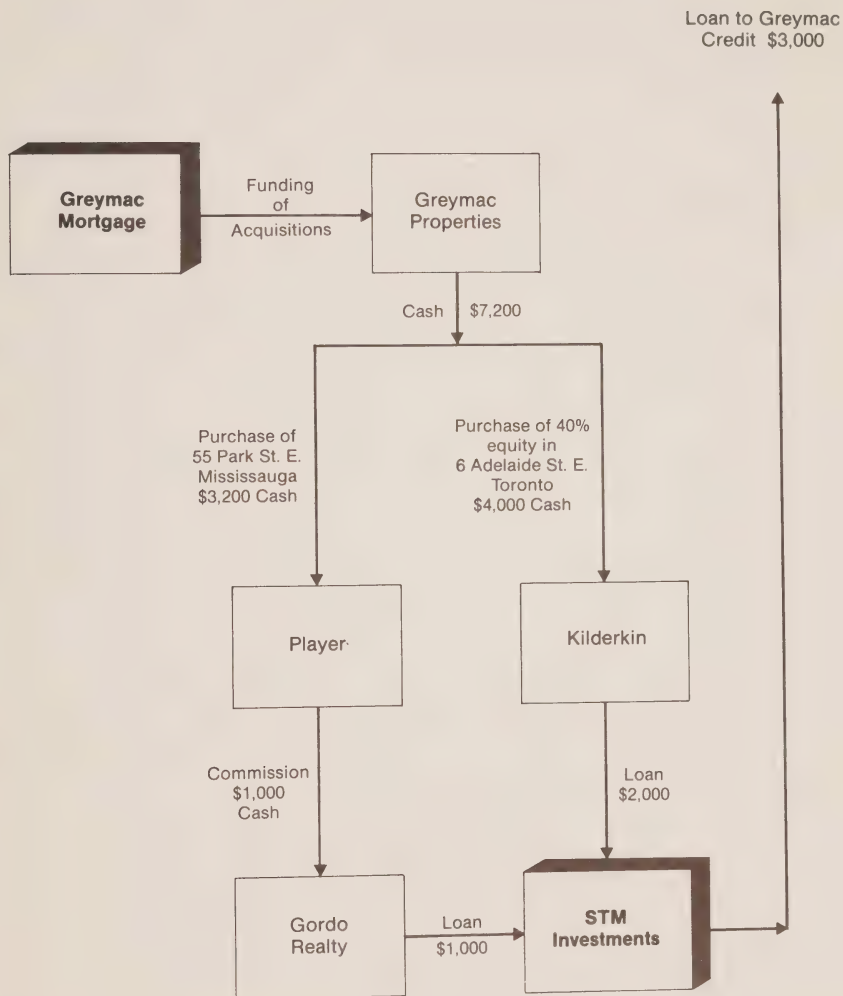 Loan to Greymac
Credit $3,000
Greymac
Mortgage
Funding
of
Acquisitions
Greymac
Properties
Cash $7,200
Purchase of
55 Park St. E.
Mississauga
$3,200 Cash
Purchase of 40%
equity in
6 Adelaide St. E.
Toronto
$4,000 Cash
Player
Kilderkin
Commission
$1,000
Cash
Loan
$2,000
Gordo
Realty
Loan
$1,000
STM
Investments